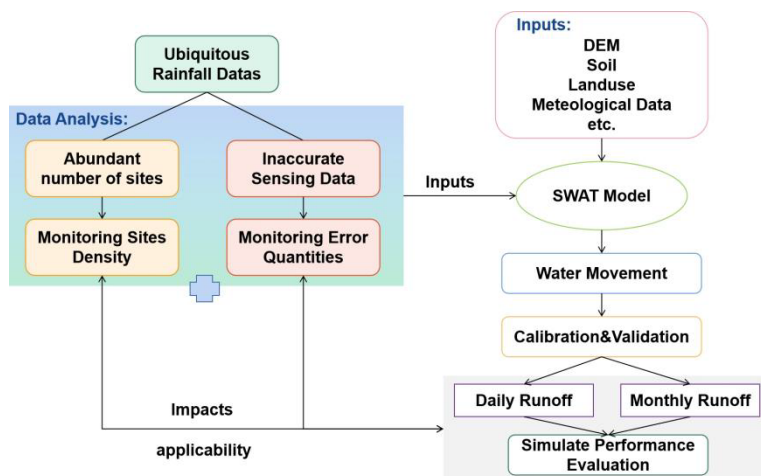 Ubiquitous
Rainfall Datas
Data Analysis:
Abundant
number of sites
Inaccurate
Sensing Data
Monitoring Sites
Density
Monitoring Error
Quantities
Inputs
Inputs:
DEM
Soil
Landuse
Meteological Data
etc.
SWAT Model
Water Movement
Calibration&Validation
Daily Runoff
Monthly Runoff
Simulate Performance
Evaluation
Impacts
applicability